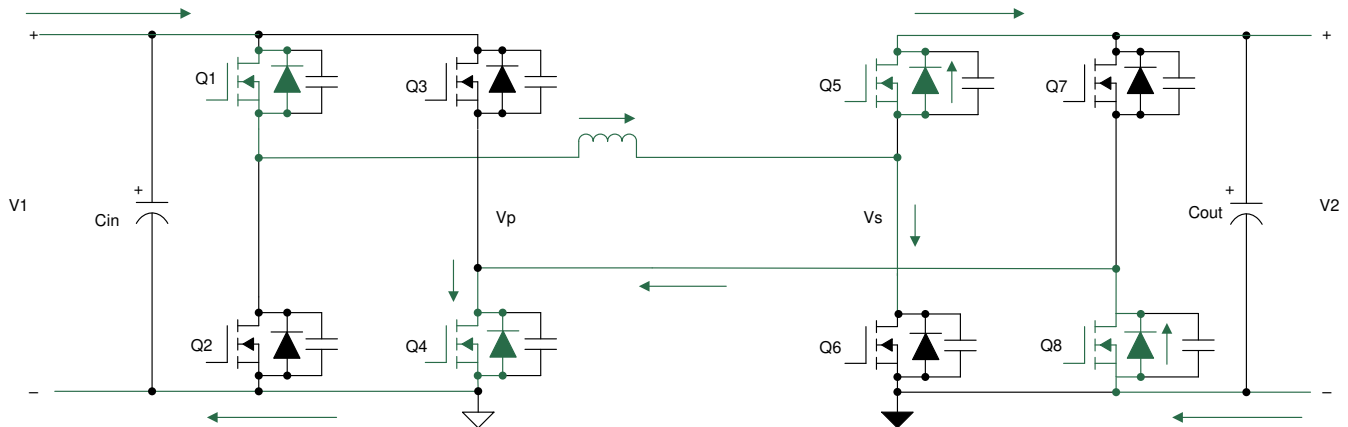 +
Q1
Q3
Q5
Q7
+
+
Cin
V1
Vp
Vs
+
Cout
V2
Q2
Q4
Q6
Q8
–
–